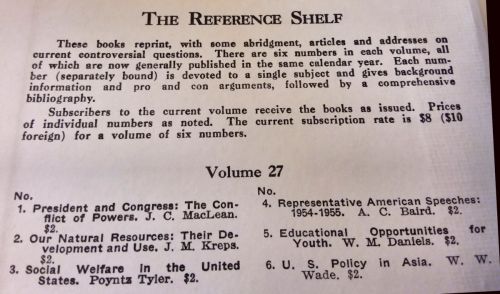 THE REFERENCE SHELF
These books reprint, with some abridgment, articles and addresses on
current controversial questions. There are six numbers in each volume, all
of which are now generally published in the same calendar year. Each num-
ber (separately bound) is devoted to a single subject and gives background
information and pro and con arguments, followed by a comprehensive
bibliography.
Subscribers to the current volume receive the books as issued. Prices
of individual numbers as noted. The current subscription rate is $8 ($10
foreign) for a volume of six numbers.
Volume 27
No.
1. President and Congress: The Con-
flict of Powers. J. C. MacLean.
$2.
2. Our Natural Resources: Their De-
velopment and Use. J. M. Kreps.
$2.
3. Social Welfare in the United
States. Poyntz Tyler. $2.
No.
4. Representative American Speeches:
1954-1955. A. C. Baird. $2.
5. Educational Opportunities for
Youth. W. M. Daniels. $2.
6. U. S. Policy in Asia. W. W.
Wade. $2.